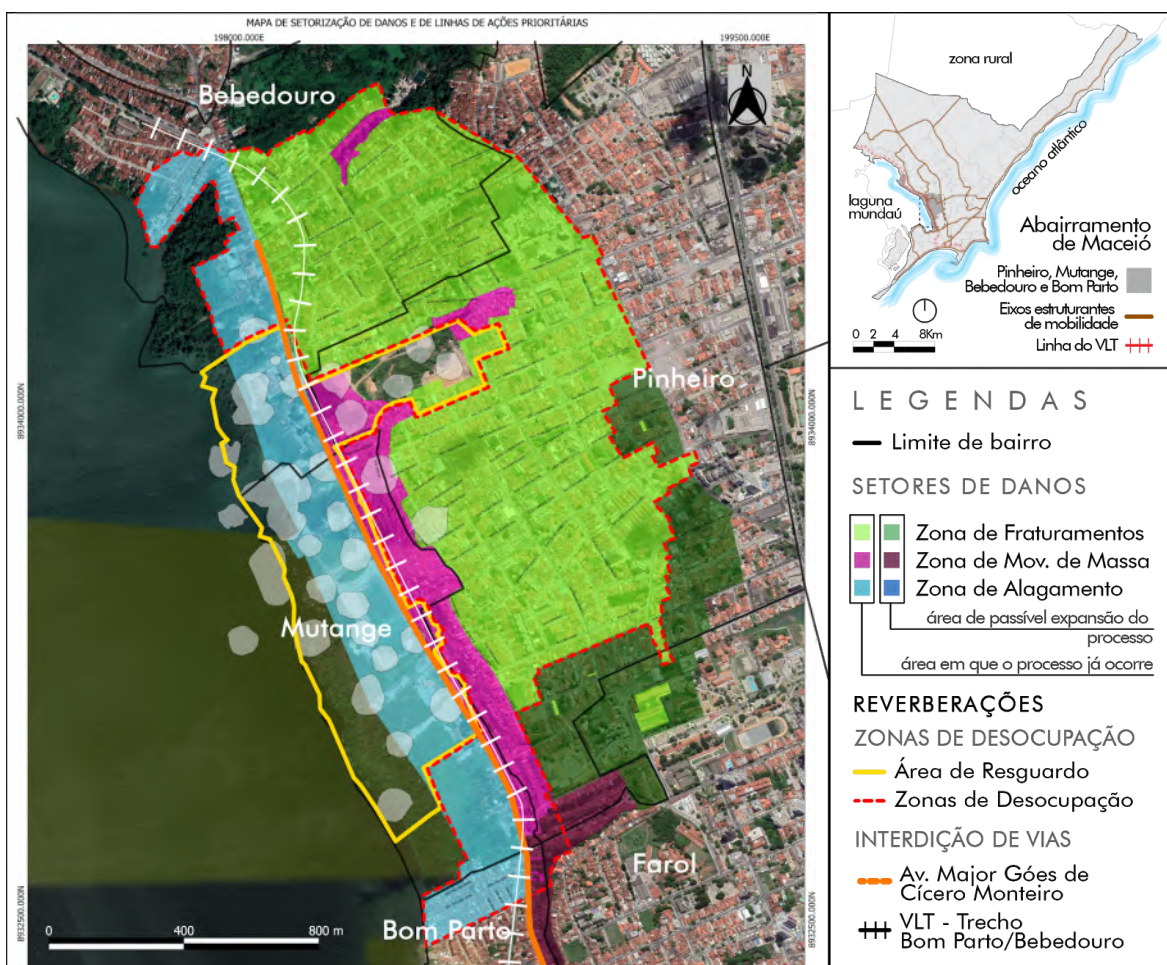 MAPA DE SETORIZAÇÃO DE DANOS E DE LINHAS DE AÇÕES PRIORITÁRIAS
198000.000E
199500.000E
8934000.000N
8934000.000N
8932500.000N
8932500.000N
N
Bebedouro
Pinheiro
Mutange
Farol
Bom Parto
0 400 800 m
zona rural
oceano atlântico
laguna
mundaú
Abairramento
de Maceió
Pinheiro, Mutange,
Bebedouro e Bom Parto
Eixos estruturantes
de mobilidade
Linha do VLT
0 2 4 8Km
LEGENDAS
Limite de bairro
SETORES DE DANOS
Zona de Fraturamentos
Zona de Mov. de Massa
Zona de Alagamento
área de passível expansão do
processo
área em que o processo já ocorre
REVERBERAÇÕES
ZONAS DE DESOCUPAÇÃO
Área de Resguardo
Zonas de Desocupação
INTERDIÇÃO DE VIAS
Av. Major Góes de
Cícero Monteiro
VLT - Trecho
Bom Parto/Bebedouro